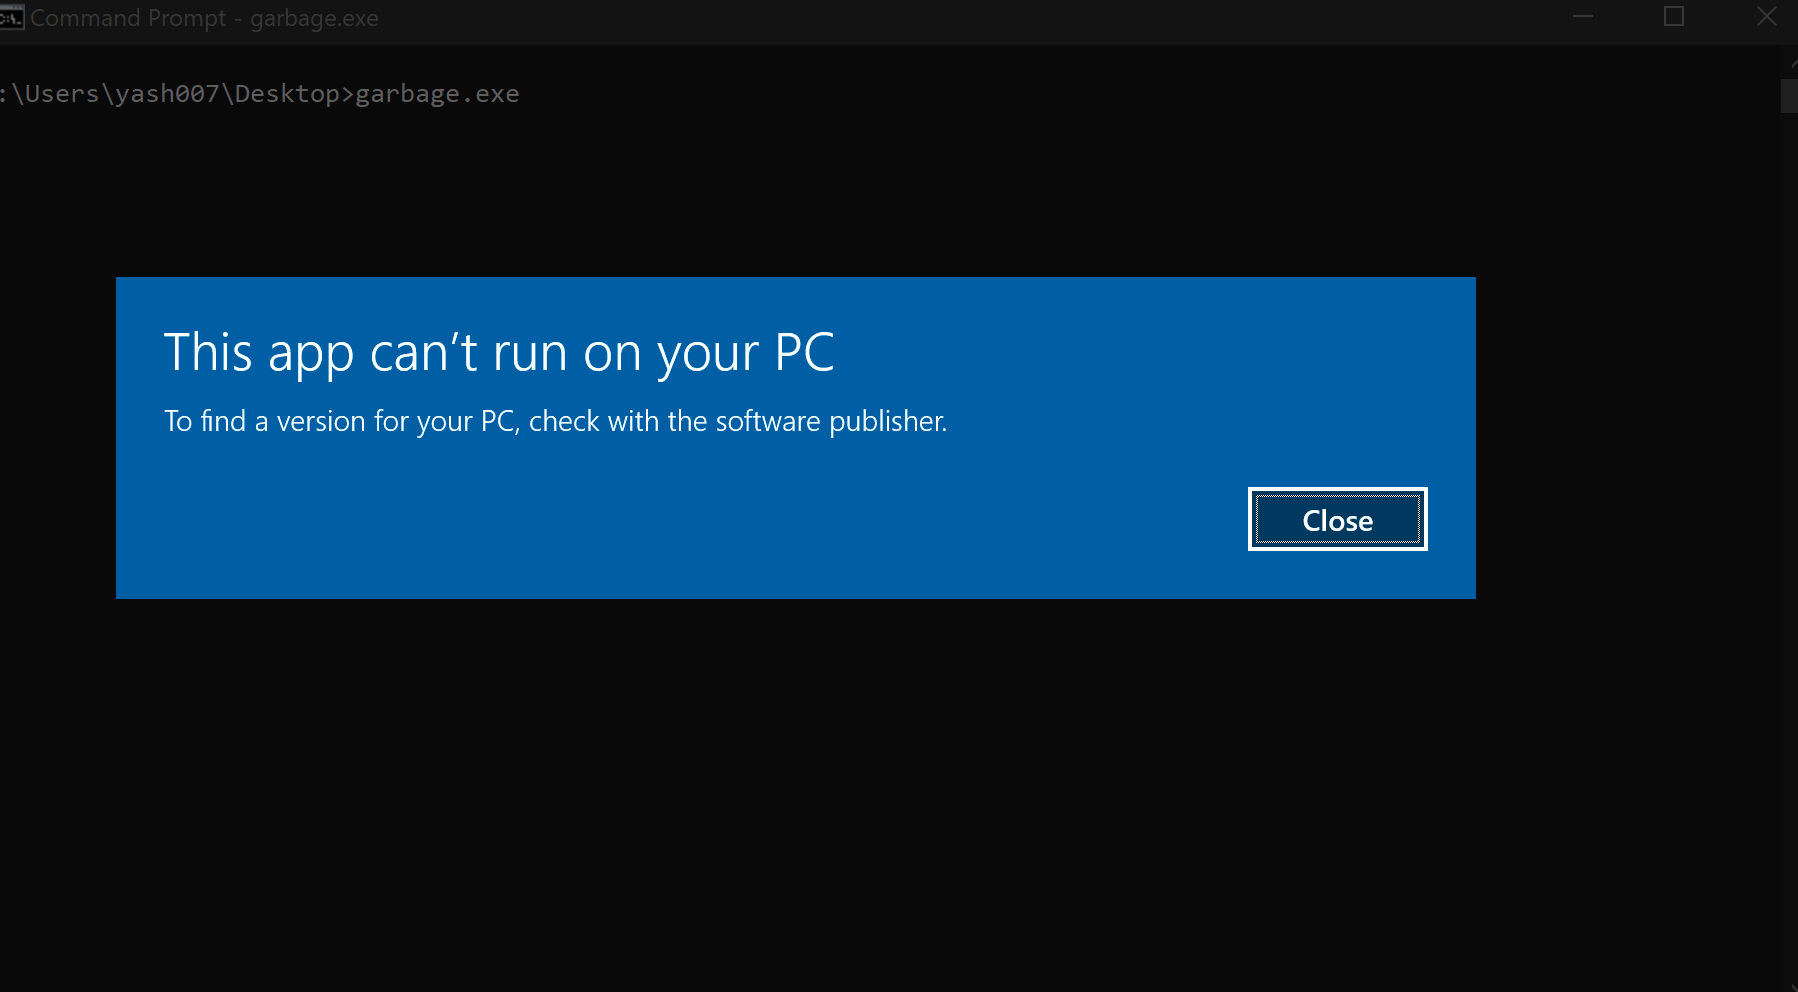 Command Prompt - garbage.exe
:\Users\yash007\Desktop>garbage.exe
This app can’t run on your PC
To find a version for your PC, check with the software publisher.
Close